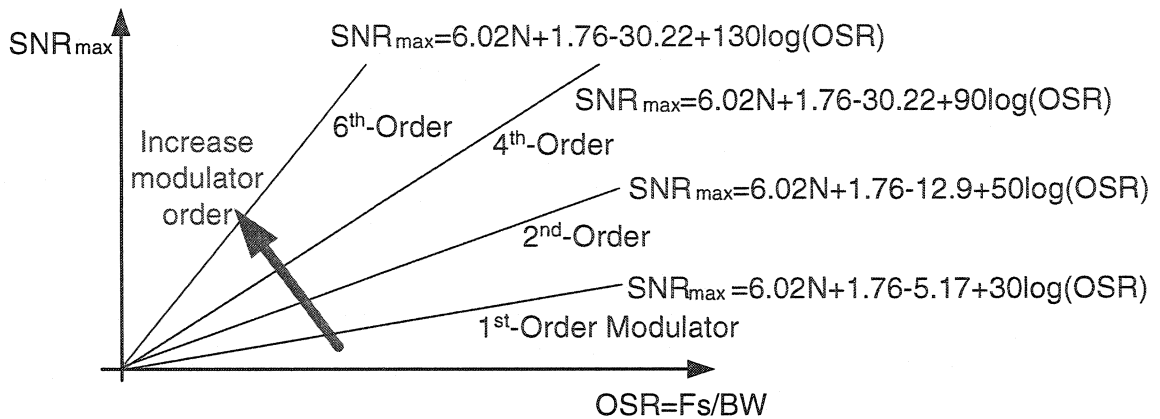 SNRmax
SNRmax=6.02N+1.76-30.22+130log(OSR)
SNRmax=6.02N+1.76-30.22+90log(OSR)
6th-Order
4th-Order
Increase
modulator
order
SNRmax=6.02N+1.76-12.9+50log(OSR)
2nd-Order
SNRmax=6.02N+1.76-5.17+30log(OSR)
1st-Order Modulator
OSR=Fs/BW